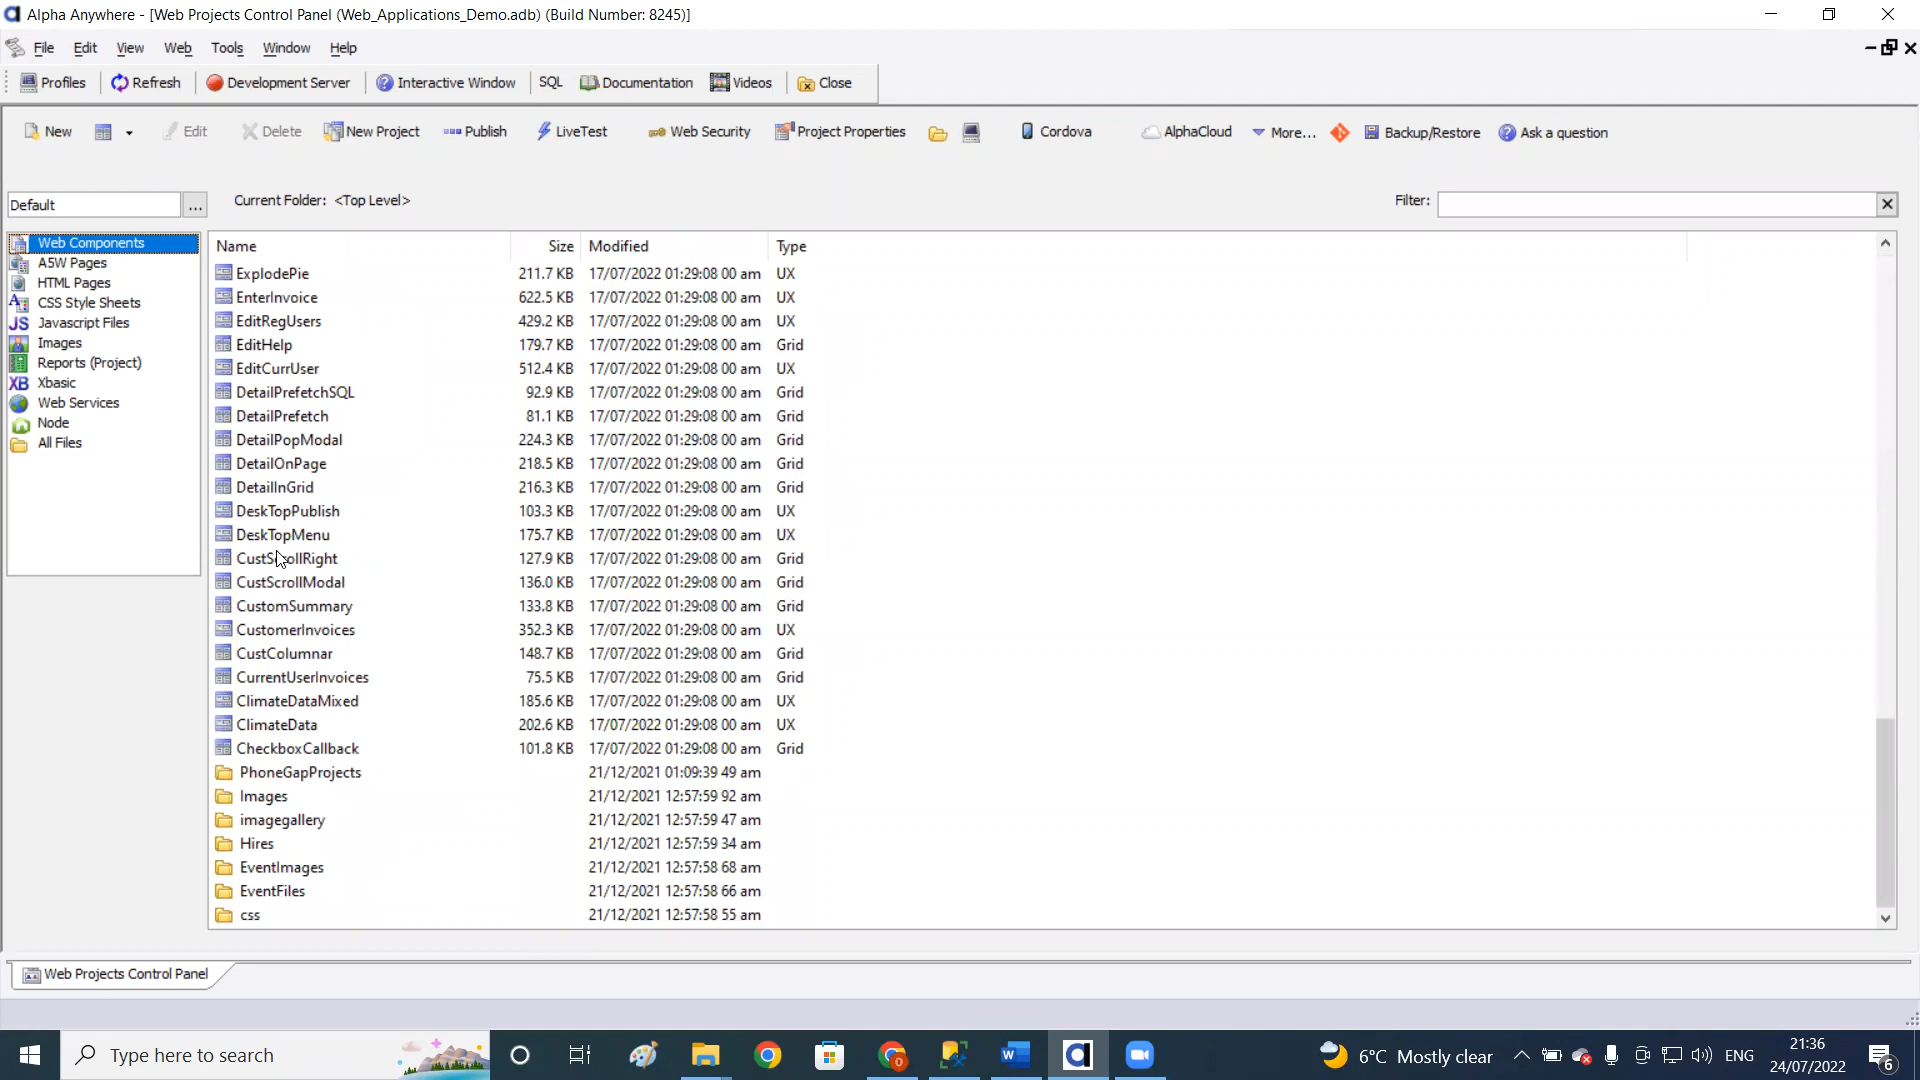 Alpha Anywhere - [Web Projects Control Panel (Web_Applications_Demo.adb) (Build Number: 8245)]
File Edit View Web Tools Window Help
Profiles Refresh Development Server Interactive Window SQL Documentation Videos Close
New Edit Delete New Project Publish LiveTest Web Security Project Properties Cordova AlphaCloud More... Backup/Restore Ask a question
Default ... Current Folder: <Top Level> Filter:
Web Components
A5W Pages
HTML Pages
CSS Style Sheets
JS Javascript Files
Images
Reports (Project)
XB Xbasic
Web Services
Node
All Files
Name Size Modified Type
ExplodePie 211.7 KB 17/07/2022 01:29:08 00 am UX
EnterInvoice 622.5 KB 17/07/2022 01:29:08 00 am UX
EditRegUsers 429.2 KB 17/07/2022 01:29:08 00 am UX
EditHelp 179.7 KB 17/07/2022 01:29:08 00 am Grid
EditCurrUser 512.4 KB 17/07/2022 01:29:08 00 am UX
DetailPrefetchSQL 92.9 KB 17/07/2022 01:29:08 00 am Grid
DetailPrefetch 81.1 KB 17/07/2022 01:29:08 00 am Grid
DetailPopModal 224.3 KB 17/07/2022 01:29:08 00 am Grid
DetailOnPage 218.5 KB 17/07/2022 01:29:08 00 am Grid
DetailInGrid 216.3 KB 17/07/2022 01:29:08 00 am Grid
DeskTopPublish 103.3 KB 17/07/2022 01:29:08 00 am UX
DeskTopMenu 175.7 KB 17/07/2022 01:29:08 00 am UX
CustScrollRight 127.9 KB 17/07/2022 01:29:08 00 am Grid
CustScrollModal 136.0 KB 17/07/2022 01:29:08 00 am Grid
CustomSummary 133.8 KB 17/07/2022 01:29:08 00 am Grid
CustomerInvoices 352.3 KB 17/07/2022 01:29:08 00 am UX
CustColumnar 148.7 KB 17/07/2022 01:29:08 00 am Grid
CurrentUserInvoices 75.5 KB 17/07/2022 01:29:08 00 am Grid
ClimateDataMixed 185.6 KB 17/07/2022 01:29:08 00 am UX
ClimateData 202.6 KB 17/07/2022 01:29:08 00 am UX
CheckboxCallback 101.8 KB 17/07/2022 01:29:08 00 am Grid
PhoneGapProjects 21/12/2021 01:09:39 49 am
Images 21/12/2021 12:57:59 92 am
imagegallery 21/12/2021 12:57:59 47 am
Hires 21/12/2021 12:57:59 34 am
EventImages 21/12/2021 12:57:58 68 am
EventFiles 21/12/2021 12:57:58 66 am
css 21/12/2021 12:57:58 55 am
Web Projects Control Panel
Type here to search 6°C Mostly clear ENG 21:36
24/07/2022 6